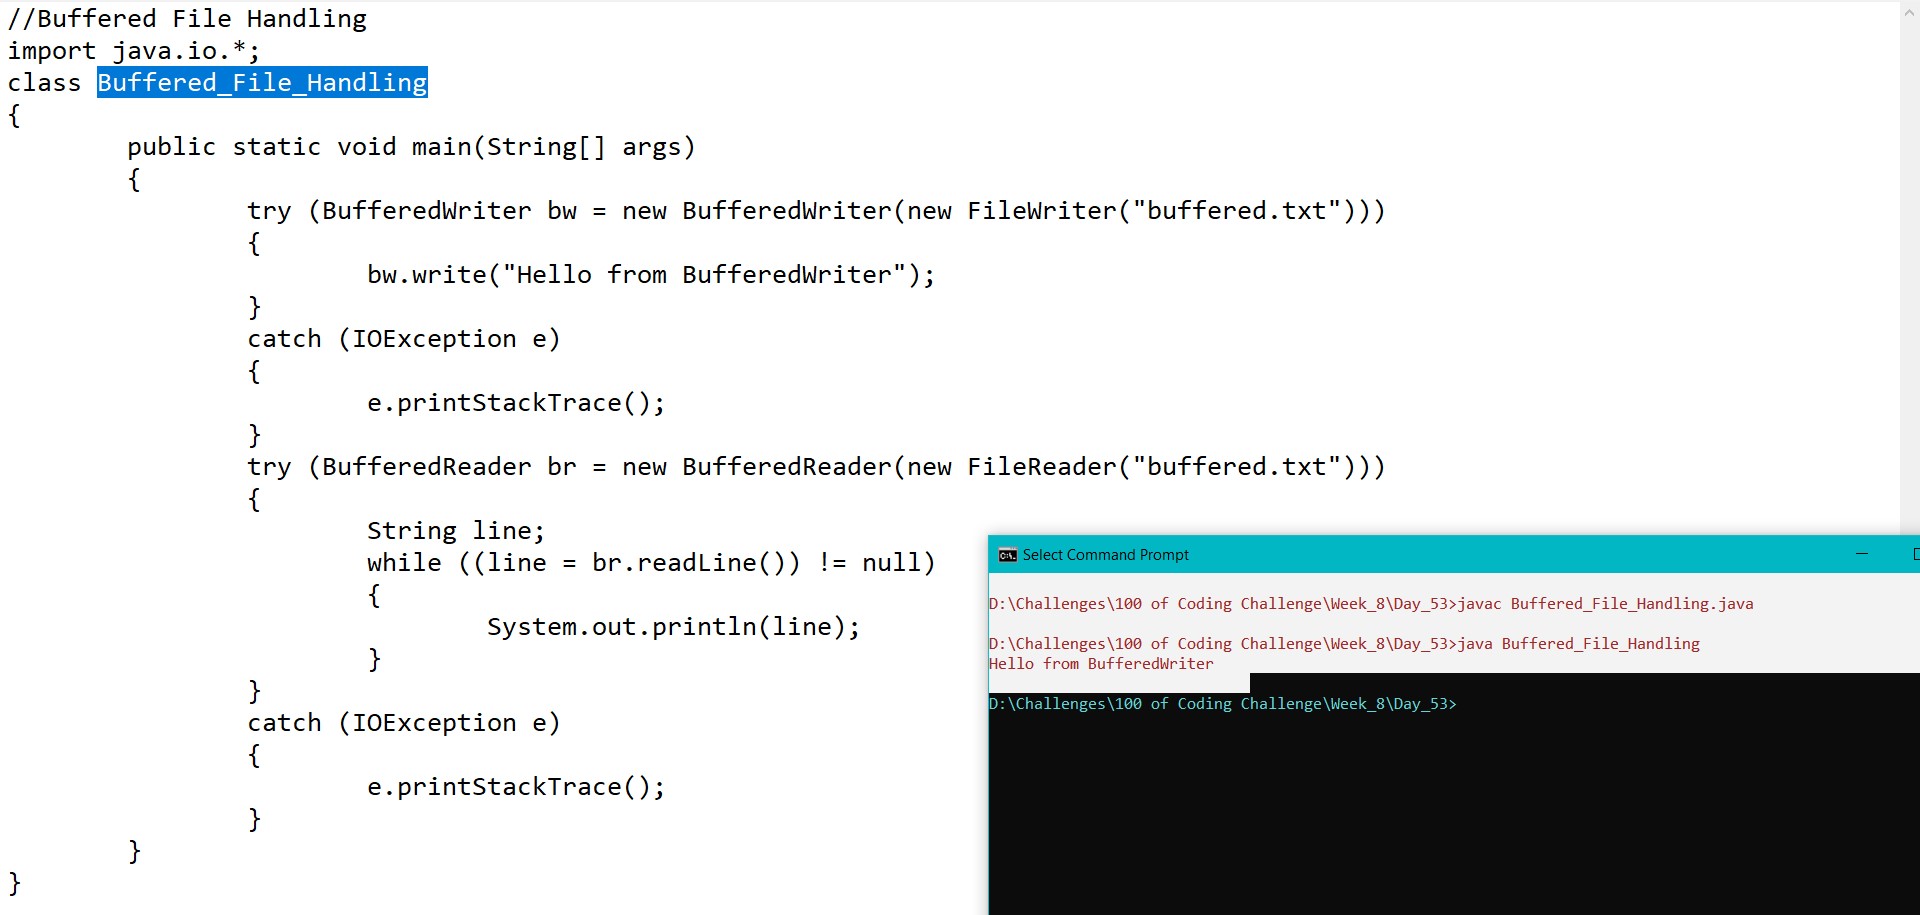 //Buffered File Handling
import java.io.*;
class Buffered_File_Handling
{
public static void main(String[] args)
{
try (BufferedWriter bw = new BufferedWriter(new FileWriter("buffered.txt")))
{
bw.write("Hello from BufferedWriter");
}
catch (IOException e)
{
e.printStackTrace();
}
try (BufferedReader br = new BufferedReader(new FileReader("buffered.txt")))
{
String line;
while ((line = br.readLine()) != null)
{
System.out.println(line);
}
}
catch (IOException e)
{
e.printStackTrace();
}
}
}
Select Command Prompt
D:\Challenges\100 of Coding Challenge\Week_8\Day_53>javac Buffered_File_Handling.java
D:\Challenges\100 of Coding Challenge\Week_8\Day_53>java Buffered_File_Handling
Hello from BufferedWriter
D:\Challenges\100 of Coding Challenge\Week_8\Day_53>